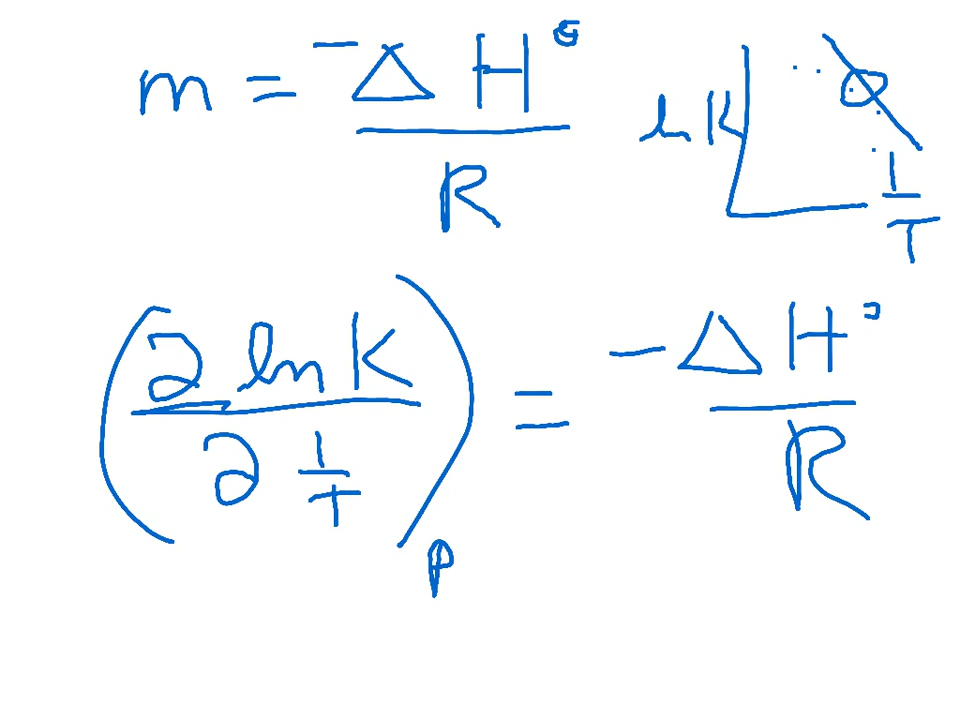 m = -ΔH° / R
ln K
1/T
(∂ ln K / ∂ 1/T)_P = -ΔH° / R